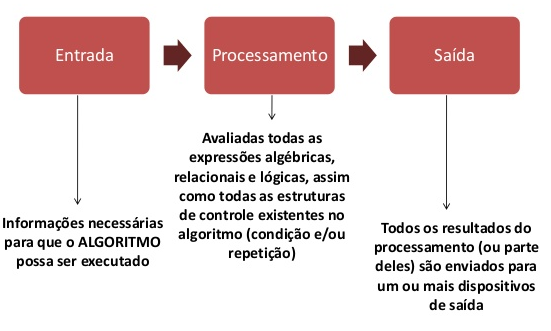 Entrada
Processamento
Saída
Informações necessárias
para que o ALGORITMO
possa ser executado
Avaliadas todas as
expressões algébricas,
relacionais e lógicas, assim
como todas as estruturas
de controle existentes no
algoritmo (condição e/ou
repetição)
Todos os resultados do
processamento (ou parte
deles) são enviados para
um ou mais dispositivos
de saída